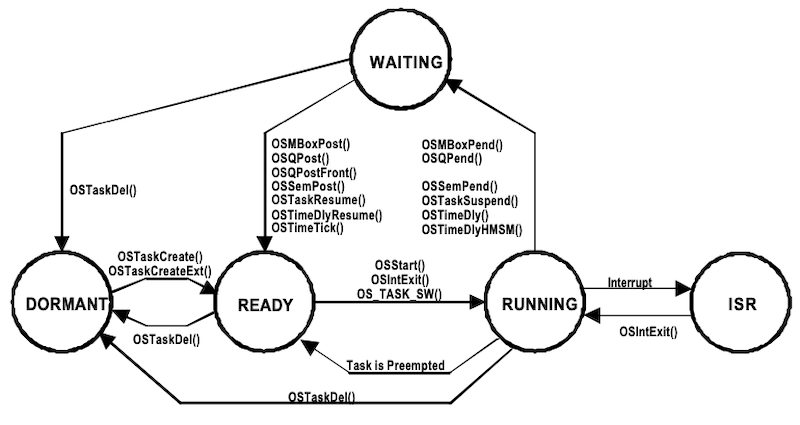 WAITING
OSMBoxPost()
OSQPost()
OSQPostFront()
OSSemPost()
OSTaskResume()
OSTimeDlyResume()
OSTimeTick()
OSMBoxPend()
OSQPend()
OSSemPend()
OSTaskSuspend()
OSTimeDly()
OSTimeDlyHMSM()
OSTaskDel()
OSTaskCreate()
OSTaskCreateExt()
OSStart()
OSIntExit()
OS_TASK_SW()
Interrupt
DORMANT
READY
RUNNING
ISR
OSTaskDel()
OSIntExit()
Task is Preempted
OSTaskDel()